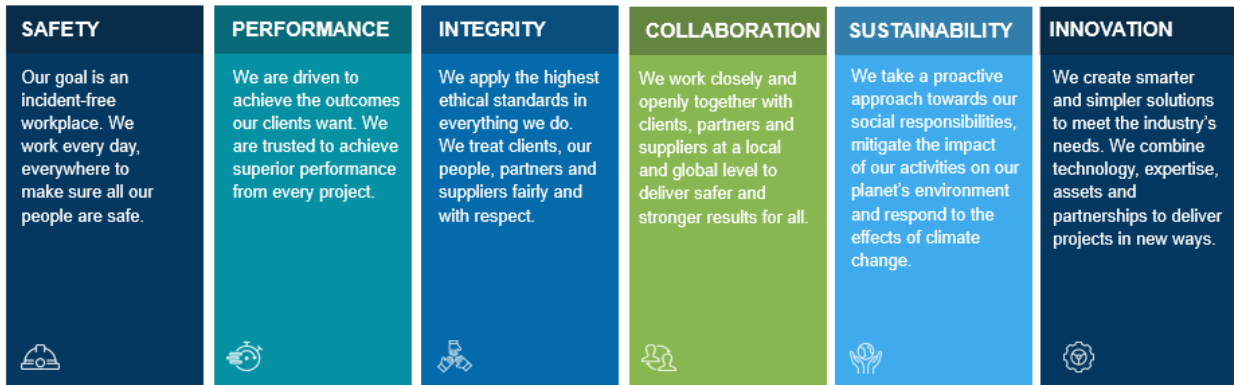 SAFETY
Our goal is an
incident-free
workplace. We
work every day,
everywhere to
make sure all our
people are safe.
PERFORMANCE
We are driven to
achieve the outcomes
our clients want. We
are trusted to achieve
superior performance
from every project.
INTEGRITY
We apply the highest
ethical standards in
everything we do.
We treat clients, our
people, partners and
suppliers fairly and
with respect.
COLLABORATION
We work closely and
openly together with
clients, partners and
suppliers at a local
and global level to
deliver safer and
stronger results for all.
SUSTAINABILITY
We take a proactive
approach towards our
social responsibilities,
mitigate the impact
of our activities on our
planet's environment
and respond to the
effects of climate
change.
INNOVATION
We create smarter
and simpler solutions
to meet the industry's
needs. We combine
technology, expertise,
assets and
partnerships to deliver
projects in new ways.